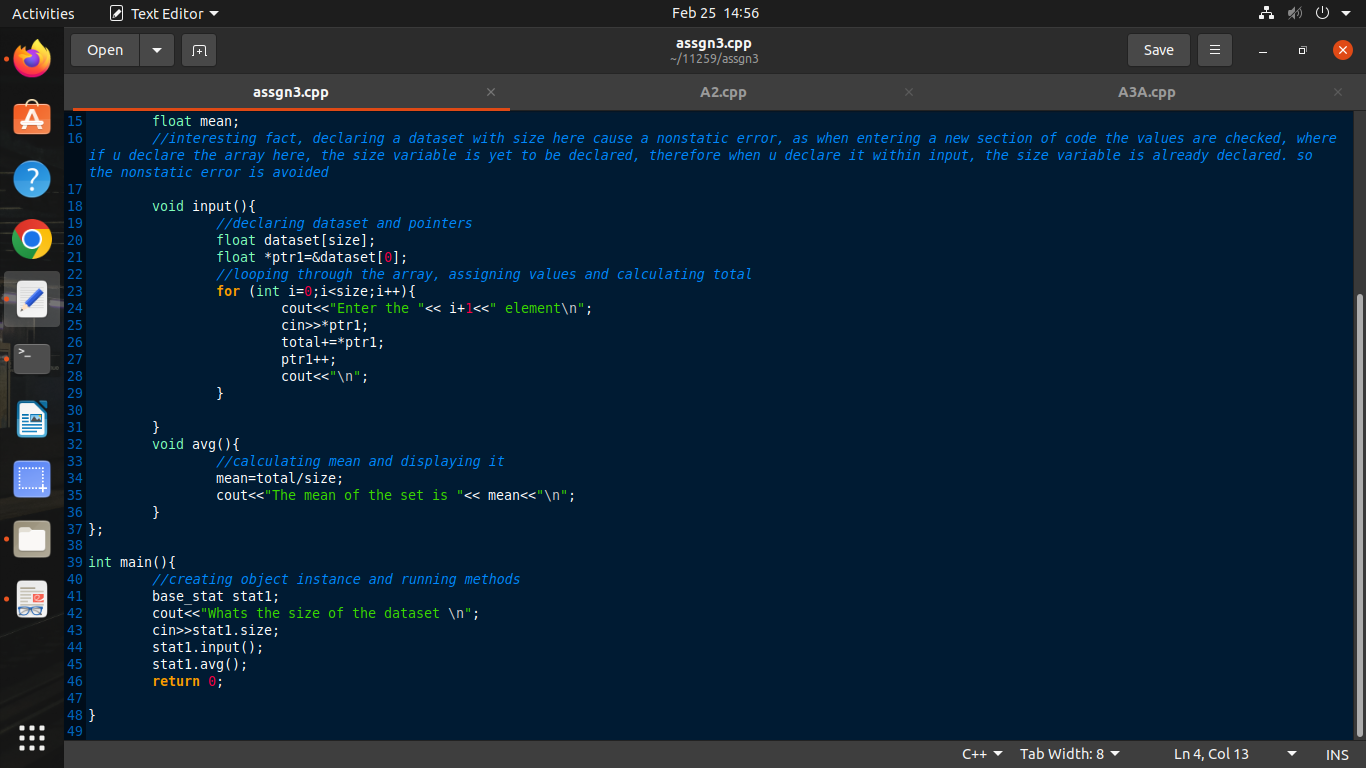 Activities Text Editor Feb 25 14:56
Open assgn3.cpp Save
~/11259/assgn3
assgn3.cpp A2.cpp A3A.cpp
15 float mean;
16 //interesting fact, declaring a dataset with size here cause a nonstatic error, as when entering a new section of code the values are checked, where
if u declare the array here, the size variable is yet to be declared, therefore when u declare it within input, the size variable is already declared. so
the nonstatic error is avoided
17
18 void input(){
19 //declaring dataset and pointers
20 float dataset[size];
21 float *ptr1=&dataset[0];
22 //looping through the array, assigning values and calculating total
23 for (int i=0;i<size;i++){
24 cout<<"Enter the "<< i+1<<" element\n";
25 cin>>*ptr1;
26 total+=*ptr1;
27 ptr1++;
28 cout<<"\n";
29 }
30
31 }
32 void avg(){
33 //calculating mean and displaying it
34 mean=total/size;
35 cout<<"The mean of the set is "<< mean<<"\n";
36 }
37 };
38
39 int main(){
40 //creating object instance and running methods
41 base_stat stat1;
42 cout<<"Whats the size of the dataset \n";
43 cin>>stat1.size;
44 stat1.input();
45 stat1.avg();
46 return 0;
47
48 }
49
C++ Tab Width: 8 Ln 4, Col 13 INS